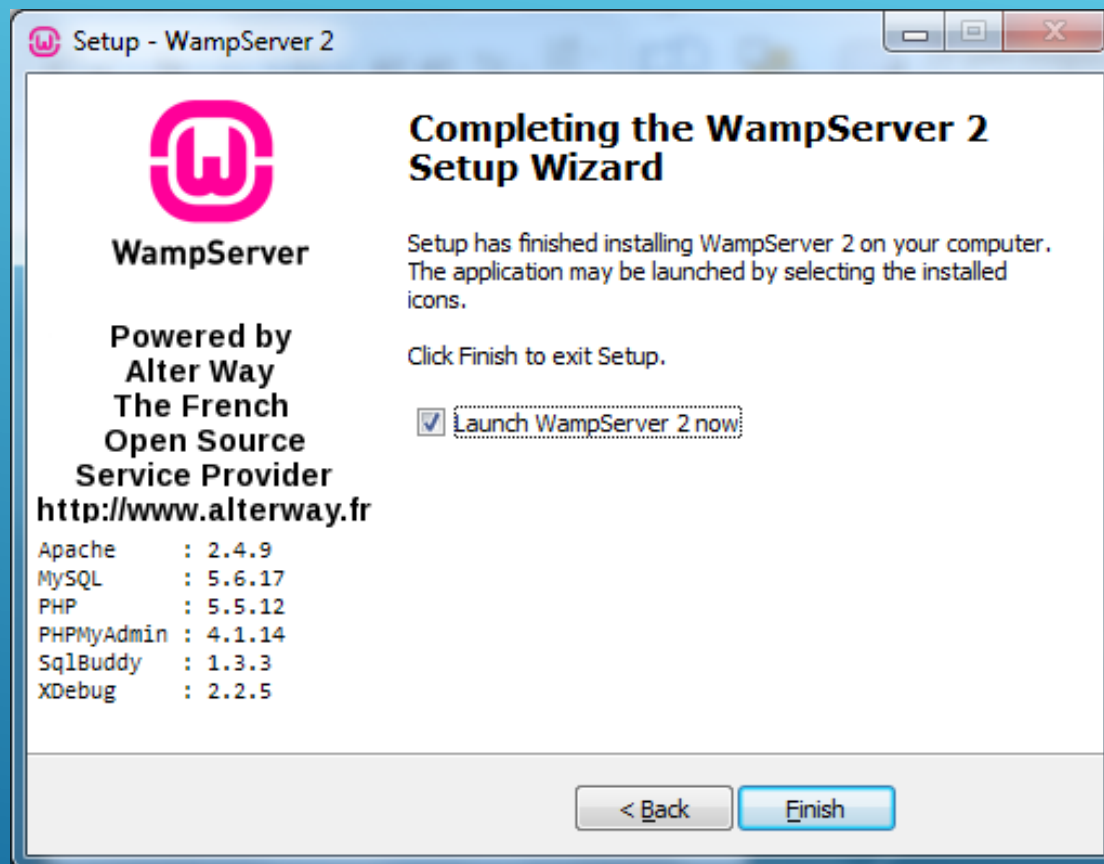 Setup - WampServer 2
WampServer
Powered by
Alter Way
The French
Open Source
Service Provider
http://www.alterway.fr
Apache : 2.4.9
MySQL : 5.6.17
PHP : 5.5.12
PHPMyAdmin : 4.1.14
SqlBuddy : 1.3.3
XDebug : 2.2.5
Completing the WampServer 2
Setup Wizard
Setup has finished installing WampServer 2 on your computer.
The application may be launched by selecting the installed
icons.
Click Finish to exit Setup.
Launch WampServer 2 now
< Back
Finish